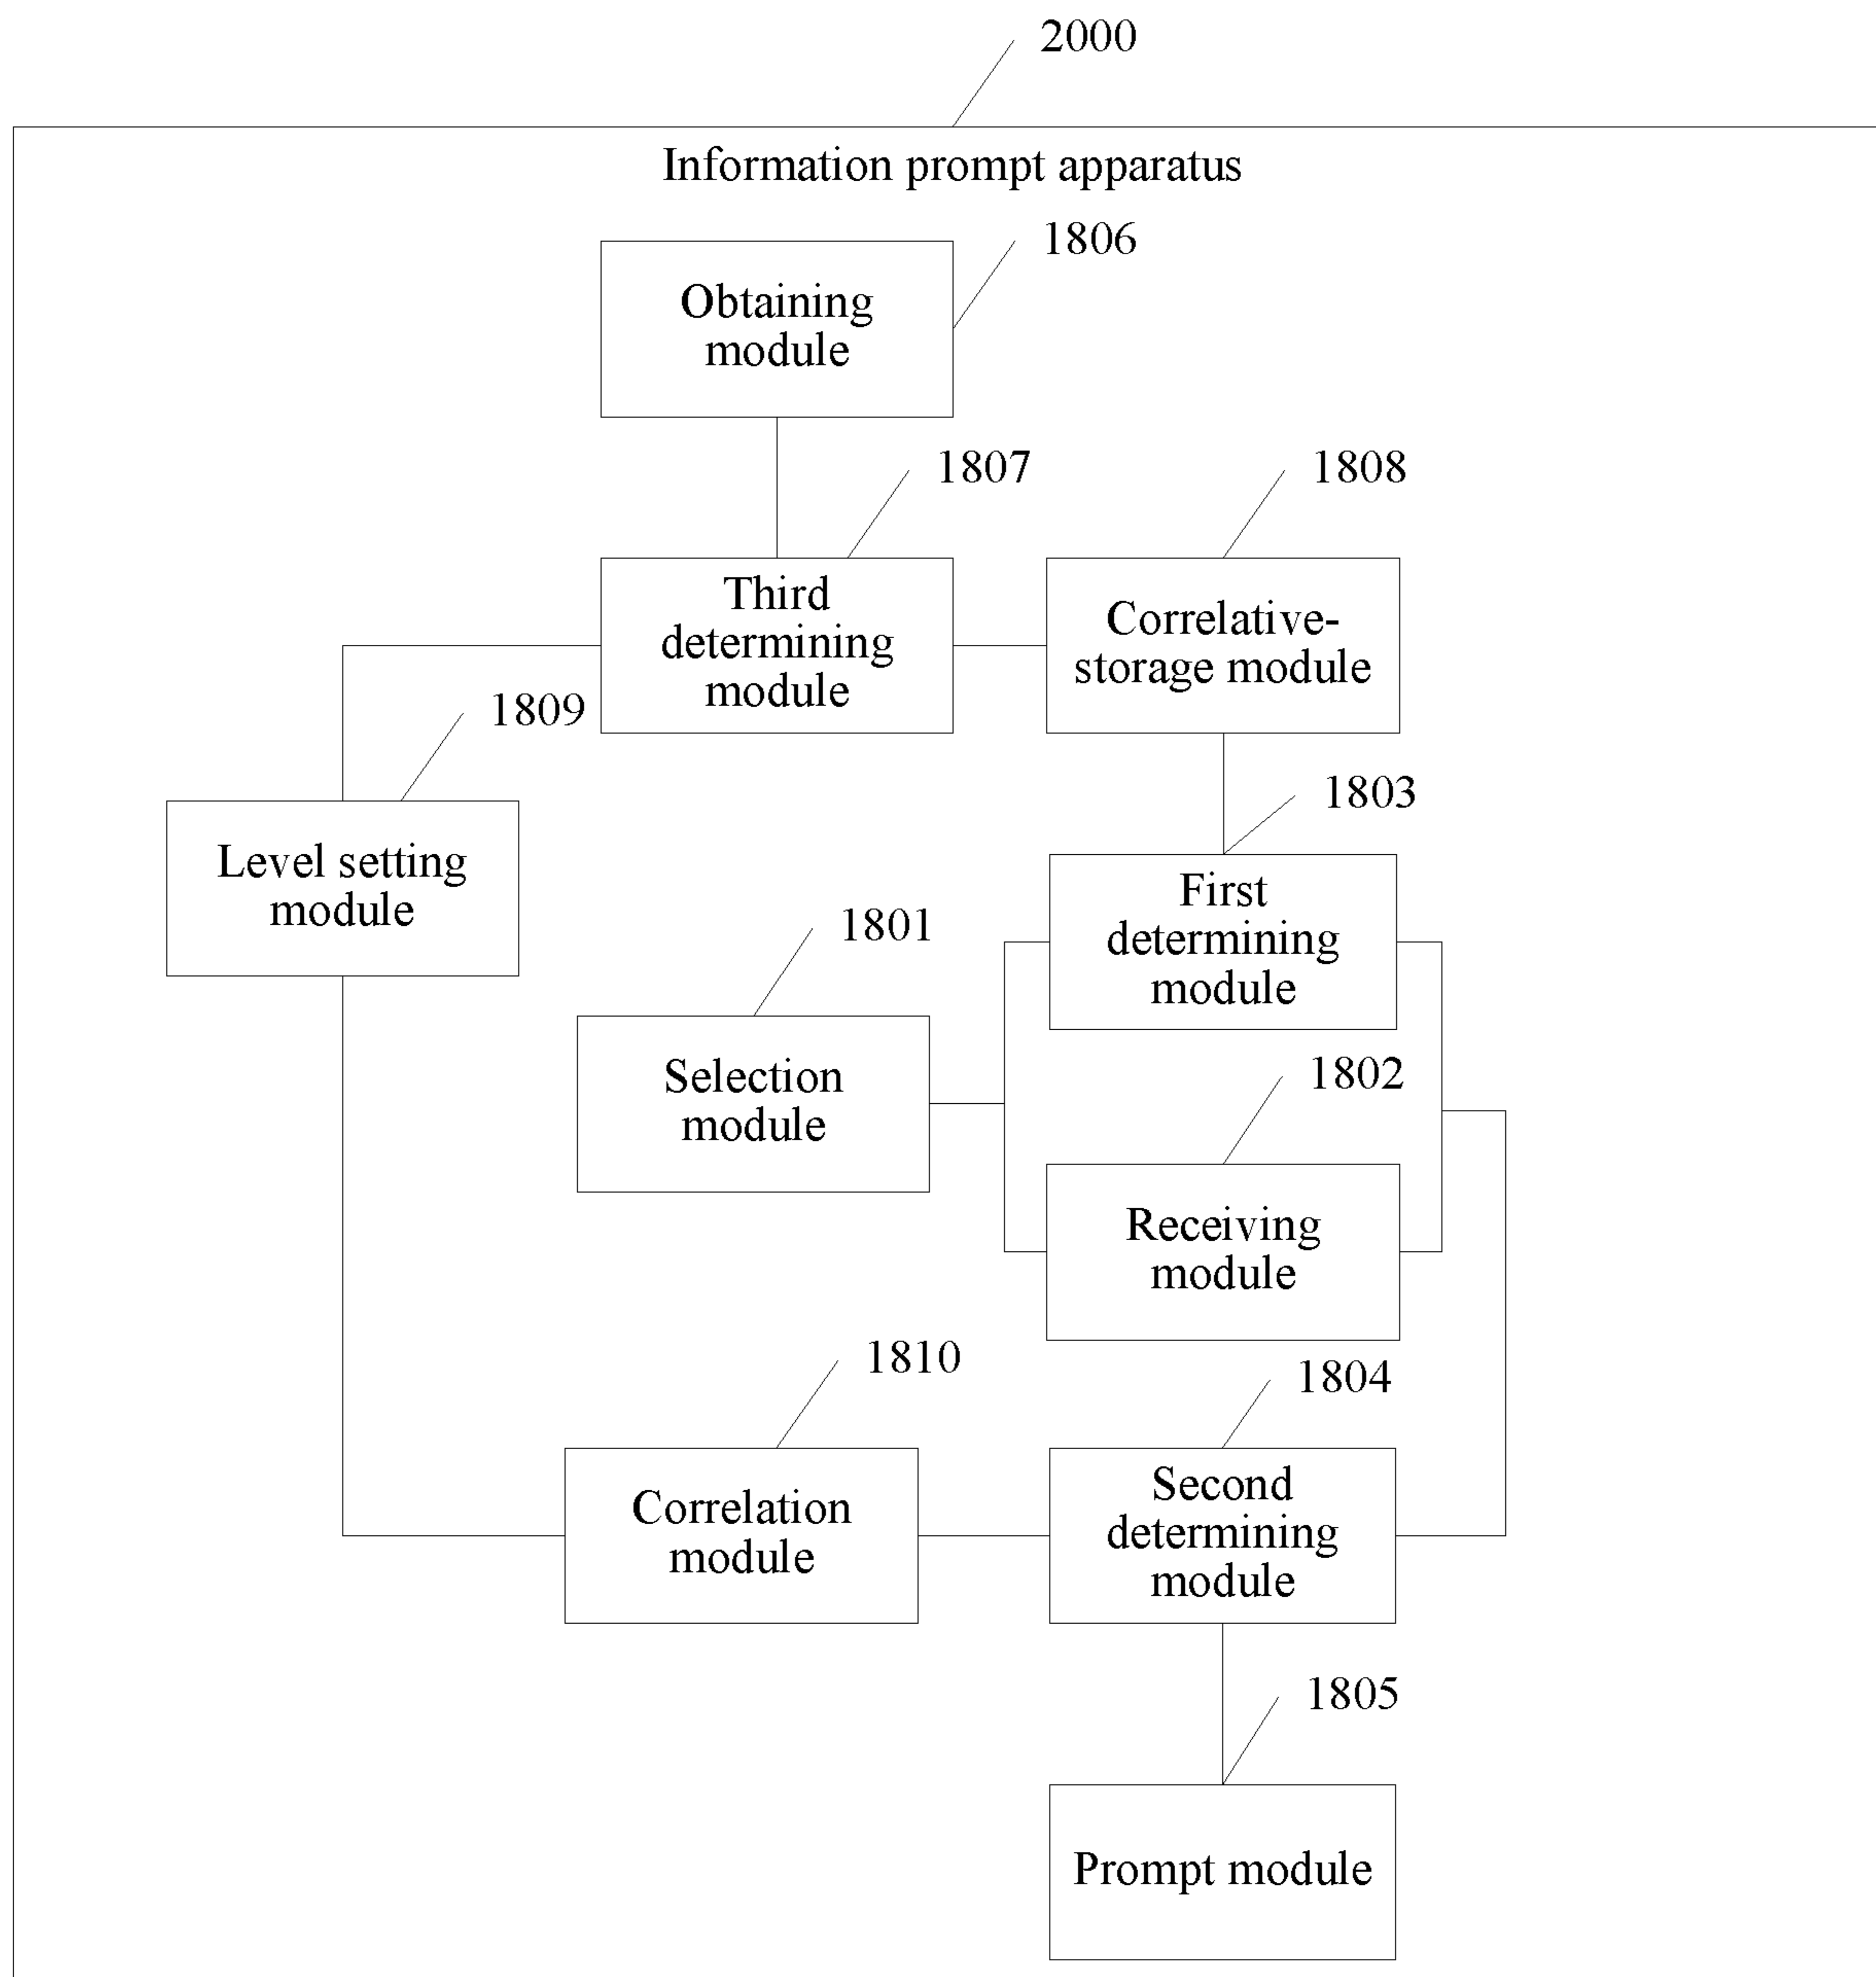 2000
Information prompt apparatus
1806
Obtaining
module
1807
1808
Third
determining
module
Correlative-
storage module
1809
1803
Level setting
module
First
determining
module
1801
Selection
module
1802
Receiving
module
1810
1804
Correlation
module
Second
determining
module
1805
Prompt module